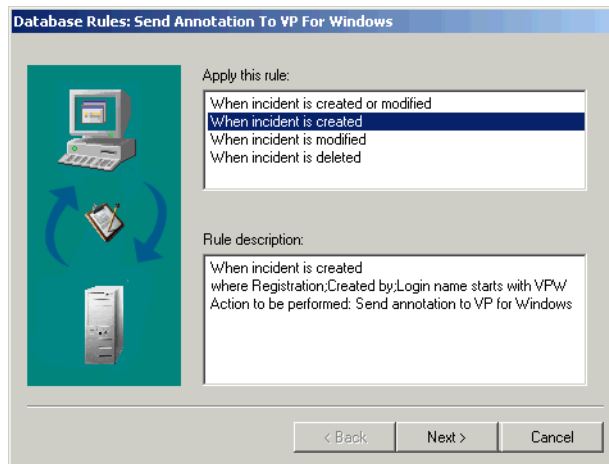 Database Rules: Send Annotation To VP For Windows
Apply this rule:
When incident is created or modified
When incident is created
When incident is modified
When incident is deleted
Rule description:
When incident is created
where Registration;Created by;Login name starts with VPW
Action to be performed: Send annotation to VP for Windows
< Back
Next >
Cancel